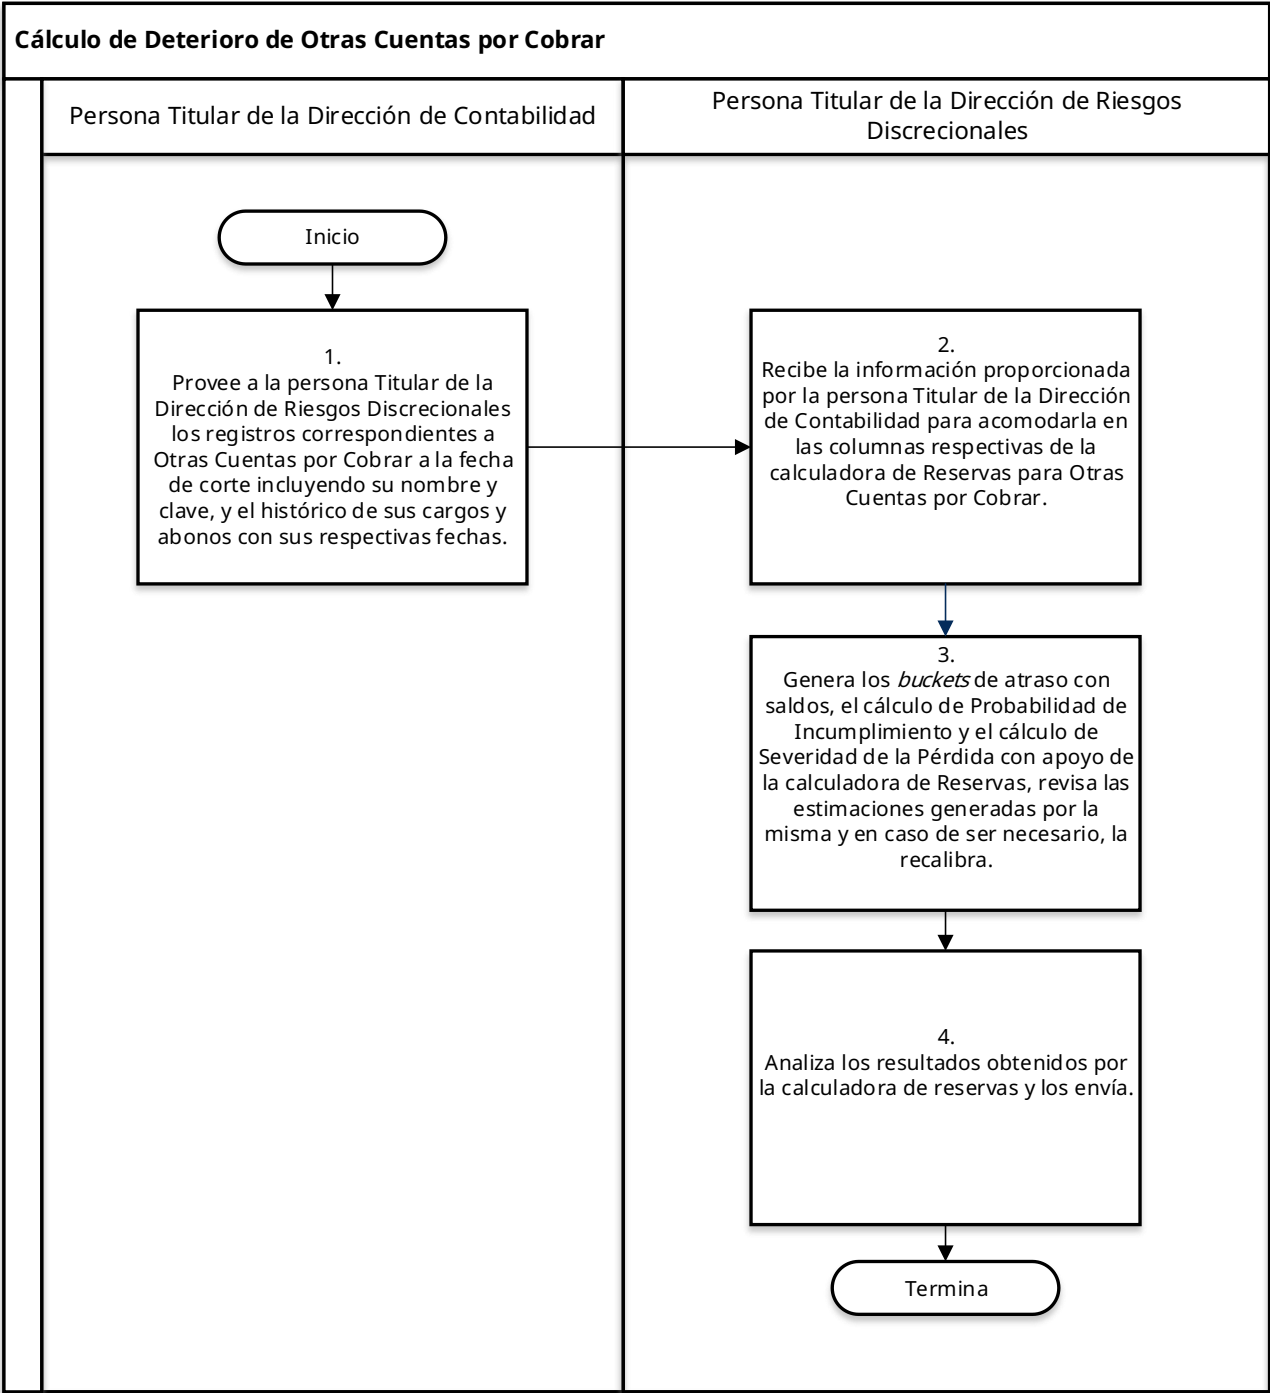 Cálculo de Deterioro de Otras Cuentas por Cobrar
Persona Titular de la Dirección de Contabilidad
Persona Titular de la Dirección de Riesgos
Discrecionales
Inicio
1.
Provee a la persona Titular de la
Dirección de Riesgos Discrecionales
los registros correspondientes a
Otras Cuentas por Cobrar a la fecha
de corte incluyendo su nombre y
clave, y el histórico de sus cargos y
abonos con sus respectivas fechas.
2.
Recibe la información proporcionada
por la persona Titular de la Dirección
de Contabilidad para acomodarla en
las columnas respectivas de la
calculadora de Reservas para Otras
Cuentas por Cobrar.
3.
Genera los buckets de atraso con
saldos, el cálculo de Probabilidad de
Incumplimiento y el cálculo de
Severidad de la Pérdida con apoyo de
la calculadora de Reservas, revisa las
estimaciones generadas por la
misma y en caso de ser necesario, la
recalibra.
4.
Analiza los resultados obtenidos por
la calculadora de reservas y los envía.
Termina